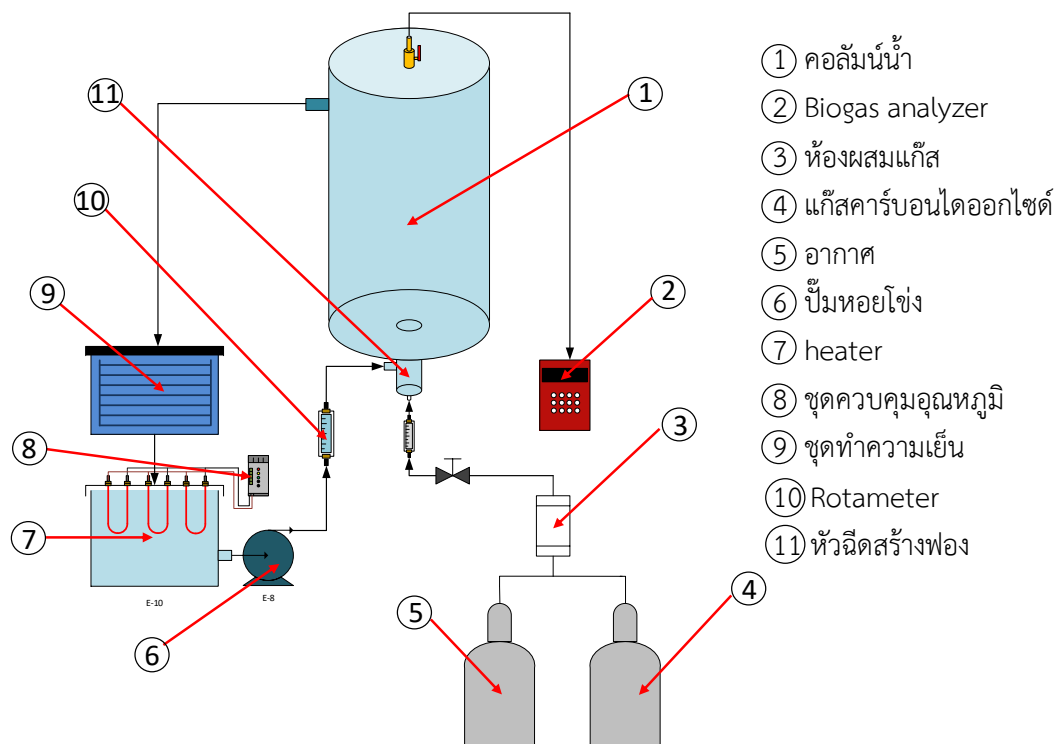 ① คอลัมน์น้ำ
② Biogas analyzer
③ ห้องผสมแก๊ส
④ แก๊สคาร์บอนไดออกไซด์
⑤ อากาศ
⑥ ปั๊มหอยโข่ง
⑦ heater
⑧ ชุดควบคุมอุณหภูมิ
⑨ ชุดทำความเย็น
⑩ Rotameter
⑪ หัวฉีดสร้างฟอง
11
1
10
9
2
8
3
7
E-10
E-8
6
5
4